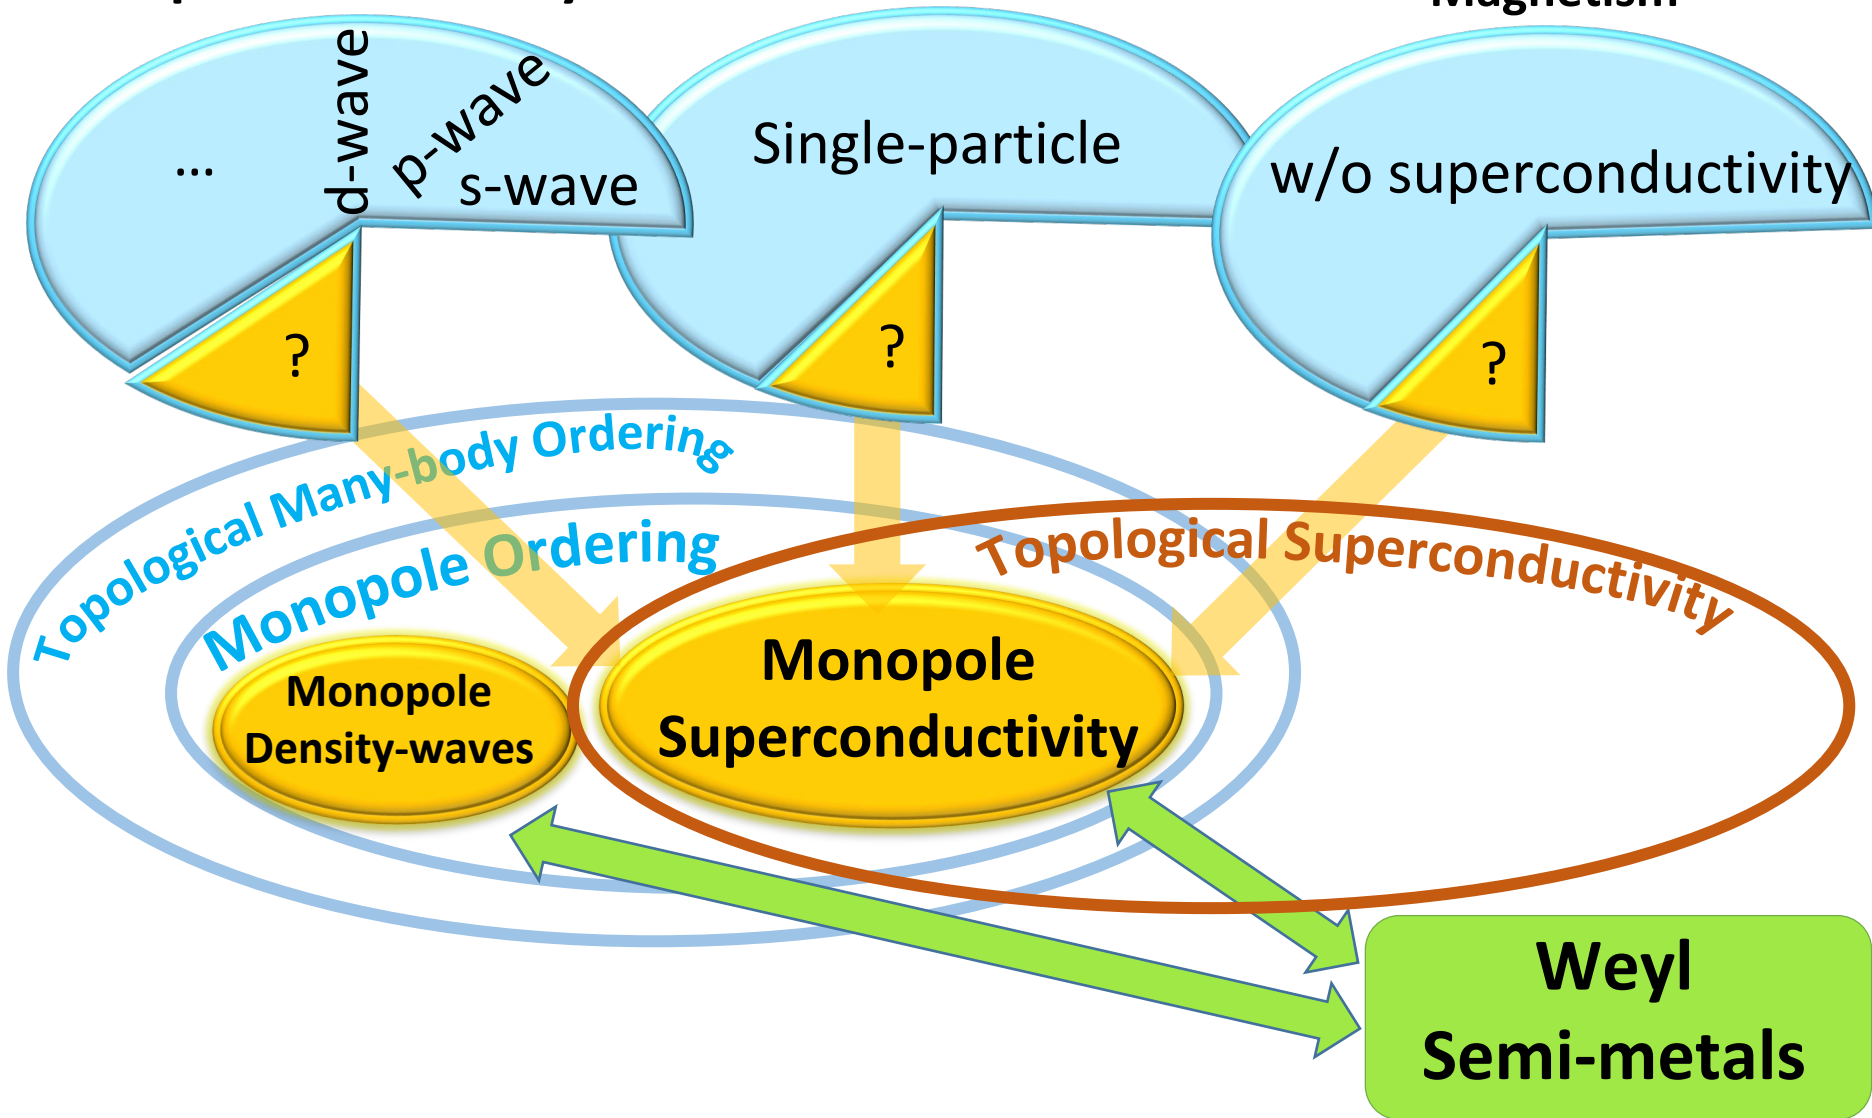 Magnetism
...
d-wave
p-wave
s-wave
Single-particle
w/o superconductivity
?
?
?
Topological Many-body Ordering
Monopole Ordering
Topological Superconductivity
Monopole
Density-waves
Monopole
Superconductivity
Weyl
Semi-metals